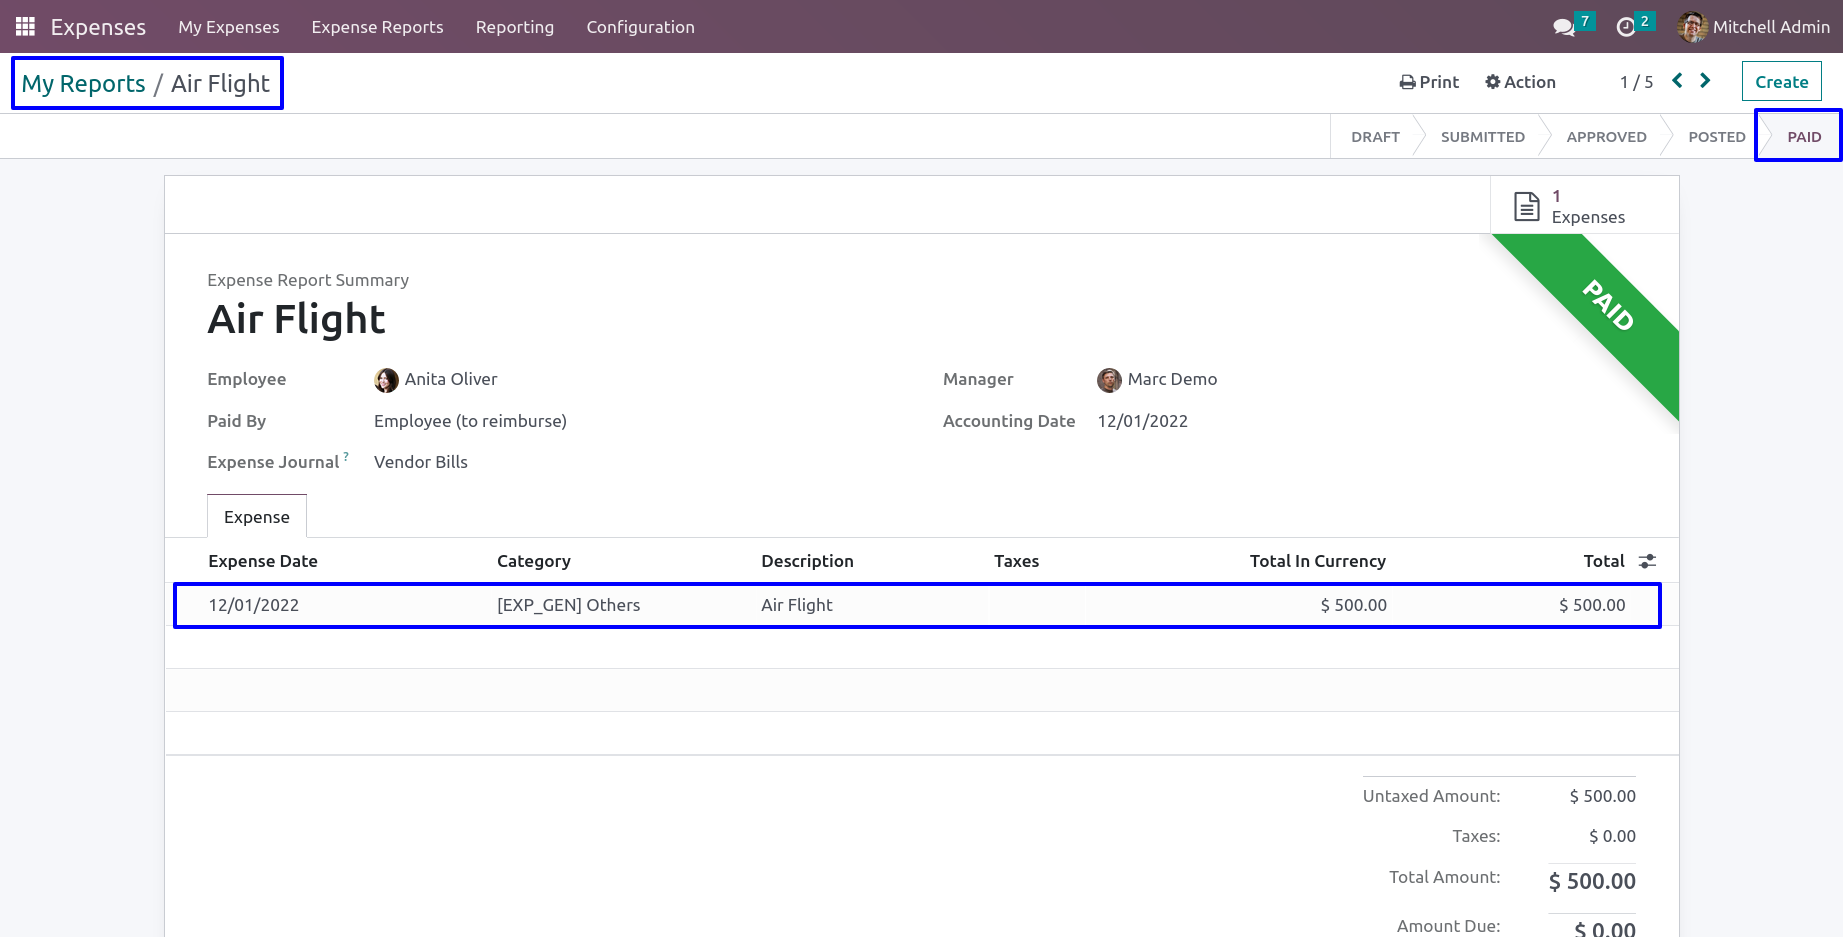 Expenses My Expenses Expense Reports Reporting Configuration 7 2 Mitchell Admin
My Reports / Air Flight Print Action 1 / 5 Create
DRAFT SUBMITTED APPROVED POSTED PAID
1
Expenses
PAID
Expense Report Summary
Air Flight
Employee Anita Oliver Manager Marc Demo
Paid By Employee (to reimburse) Accounting Date 12/01/2022
Expense Journal ? Vendor Bills
Expense
Expense Date Category Description Taxes Total In Currency Total
12/01/2022 [EXP_GEN] Others Air Flight $ 500.00 $ 500.00
Untaxed Amount: $ 500.00
Taxes: $ 0.00
Total Amount: $ 500.00
Amount Due: $ 0.00